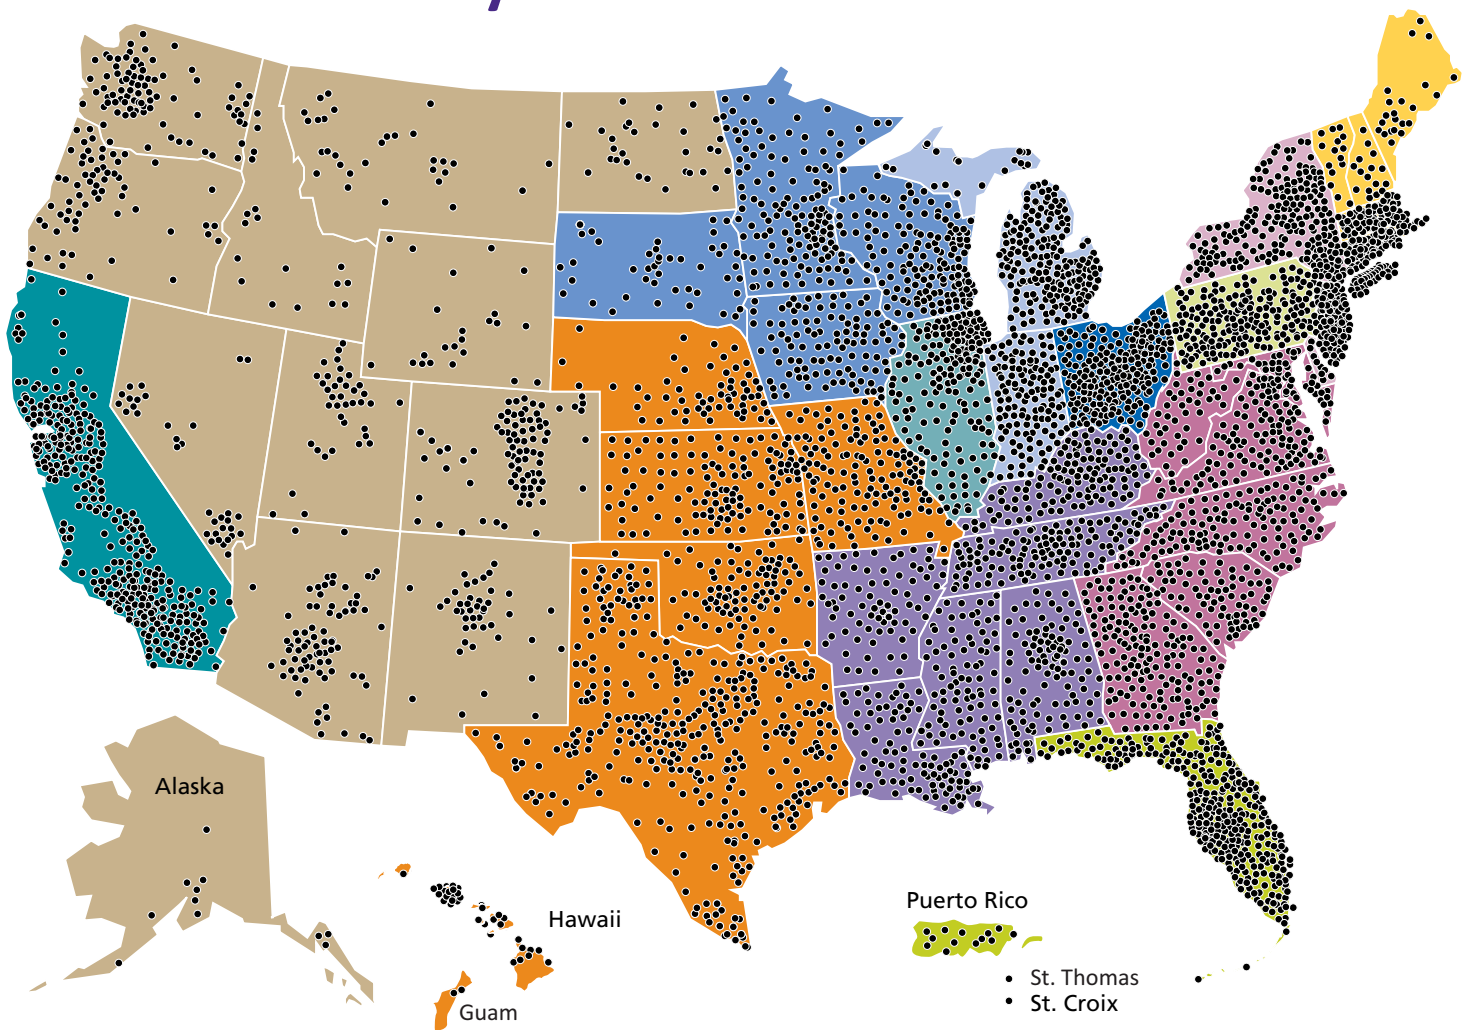 Alaska
Hawaii
Guam
Puerto Rico
St. Thomas
St. Croix